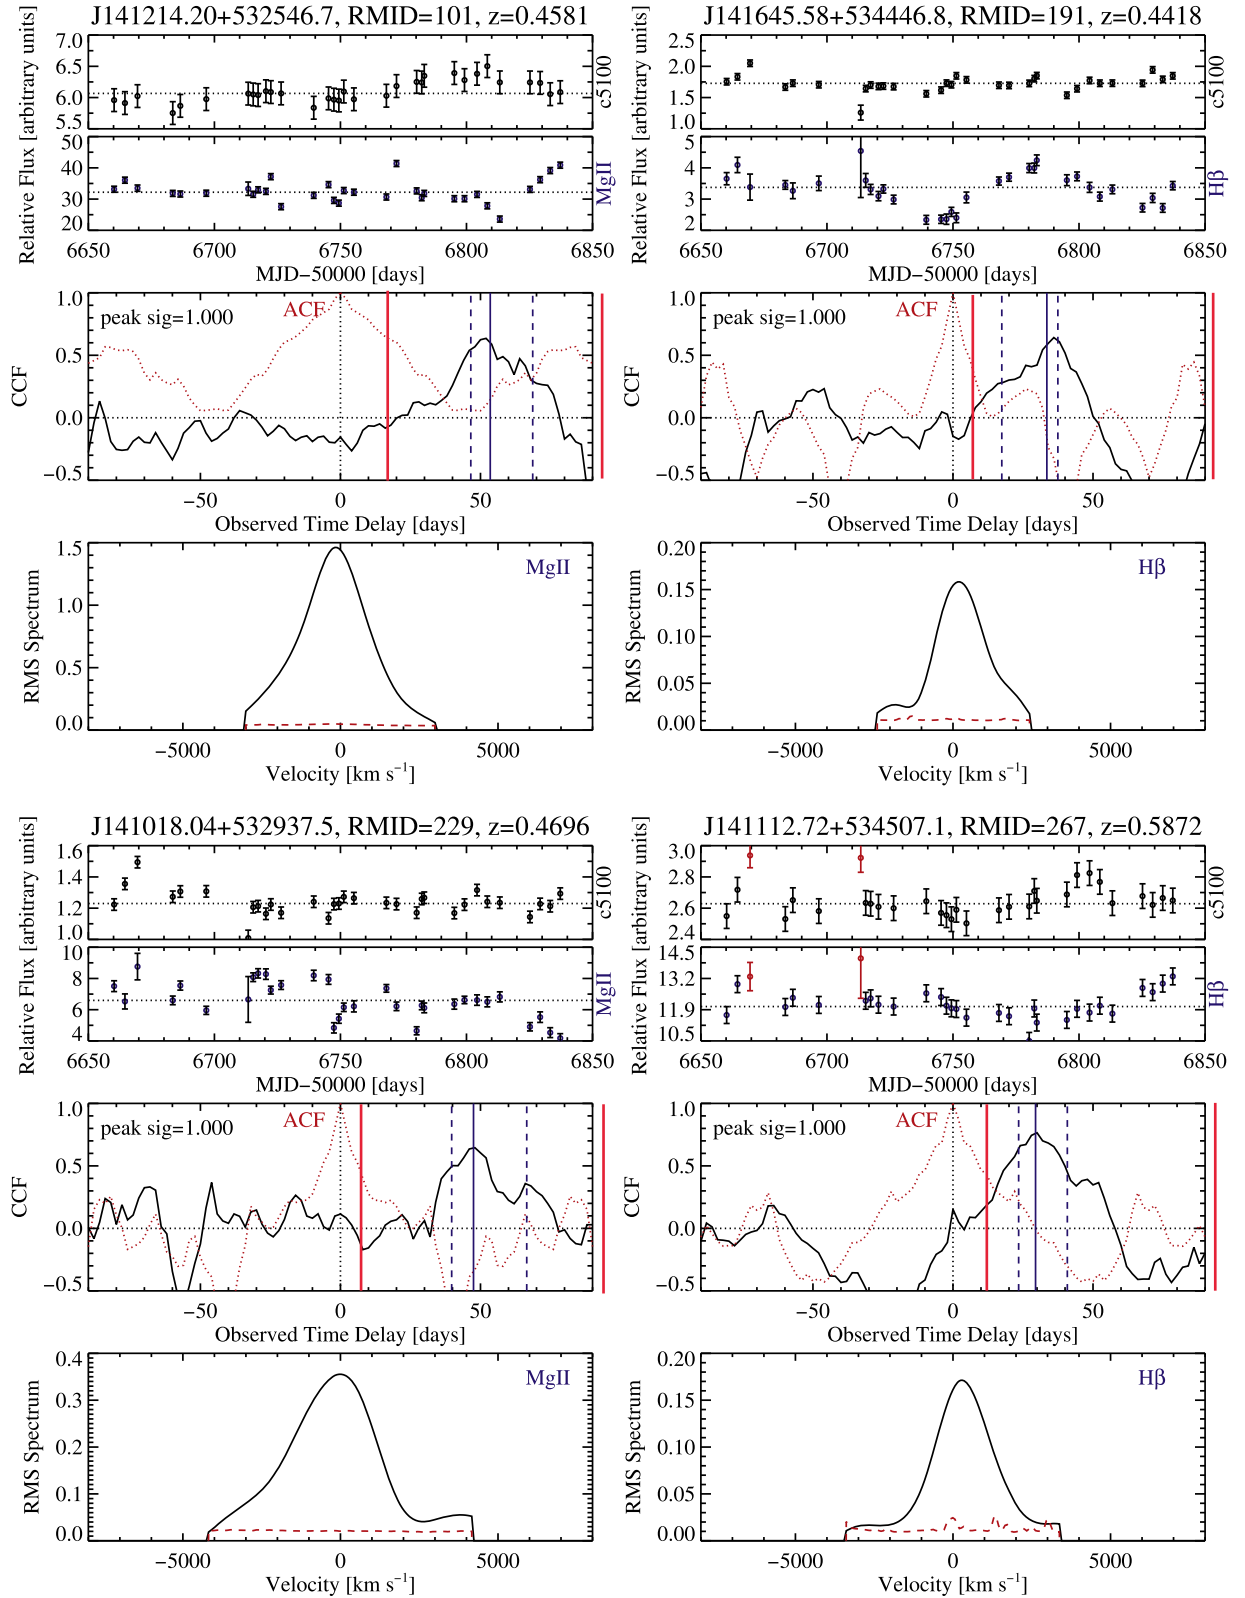 J141214.20+532546.7, RMID=101, z=0.4581
Relative Flux [arbitrary units]
7.0
6.5
6.0
5.5
c5100
50
40
30
20
MgII
6650 6700 6750 6800 6850
MJD−50000 [days]
CCF
1.0
0.5
0.0
−0.5
peak sig=1.000
ACF
−50 0 50
Observed Time Delay [days]
RMS Spectrum
1.5
1.0
0.5
0.0
MgII
−5000 0 5000
Velocity [km s⁻¹]
J141645.58+534446.8, RMID=191, z=0.4418
Relative Flux [arbitrary units]
2.5
2.0
1.5
1.0
c5100
5
4
3
2
Hβ
6650 6700 6750 6800 6850
MJD−50000 [days]
CCF
1.0
0.5
0.0
−0.5
peak sig=1.000
ACF
−50 0 50
Observed Time Delay [days]
RMS Spectrum
0.20
0.15
0.10
0.05
0.00
Hβ
−5000 0 5000
Velocity [km s⁻¹]
J141018.04+532937.5, RMID=229, z=0.4696
Relative Flux [arbitrary units]
1.6
1.4
1.2
1.0
c5100
10
8
6
4
MgII
6650 6700 6750 6800 6850
MJD−50000 [days]
CCF
1.0
0.5
0.0
−0.5
peak sig=1.000
ACF
−50 0 50
Observed Time Delay [days]
RMS Spectrum
0.4
0.3
0.2
0.1
0.0
MgII
−5000 0 5000
Velocity [km s⁻¹]
J141112.72+534507.1, RMID=267, z=0.5872
Relative Flux [arbitrary units]
3.0
2.8
2.6
2.4
c5100
14.5
13.2
11.9
10.5
Hβ
6650 6700 6750 6800 6850
MJD−50000 [days]
CCF
1.0
0.5
0.0
−0.5
peak sig=1.000
ACF
−50 0 50
Observed Time Delay [days]
RMS Spectrum
0.20
0.15
0.10
0.05
0.00
Hβ
−5000 0 5000
Velocity [km s⁻¹]